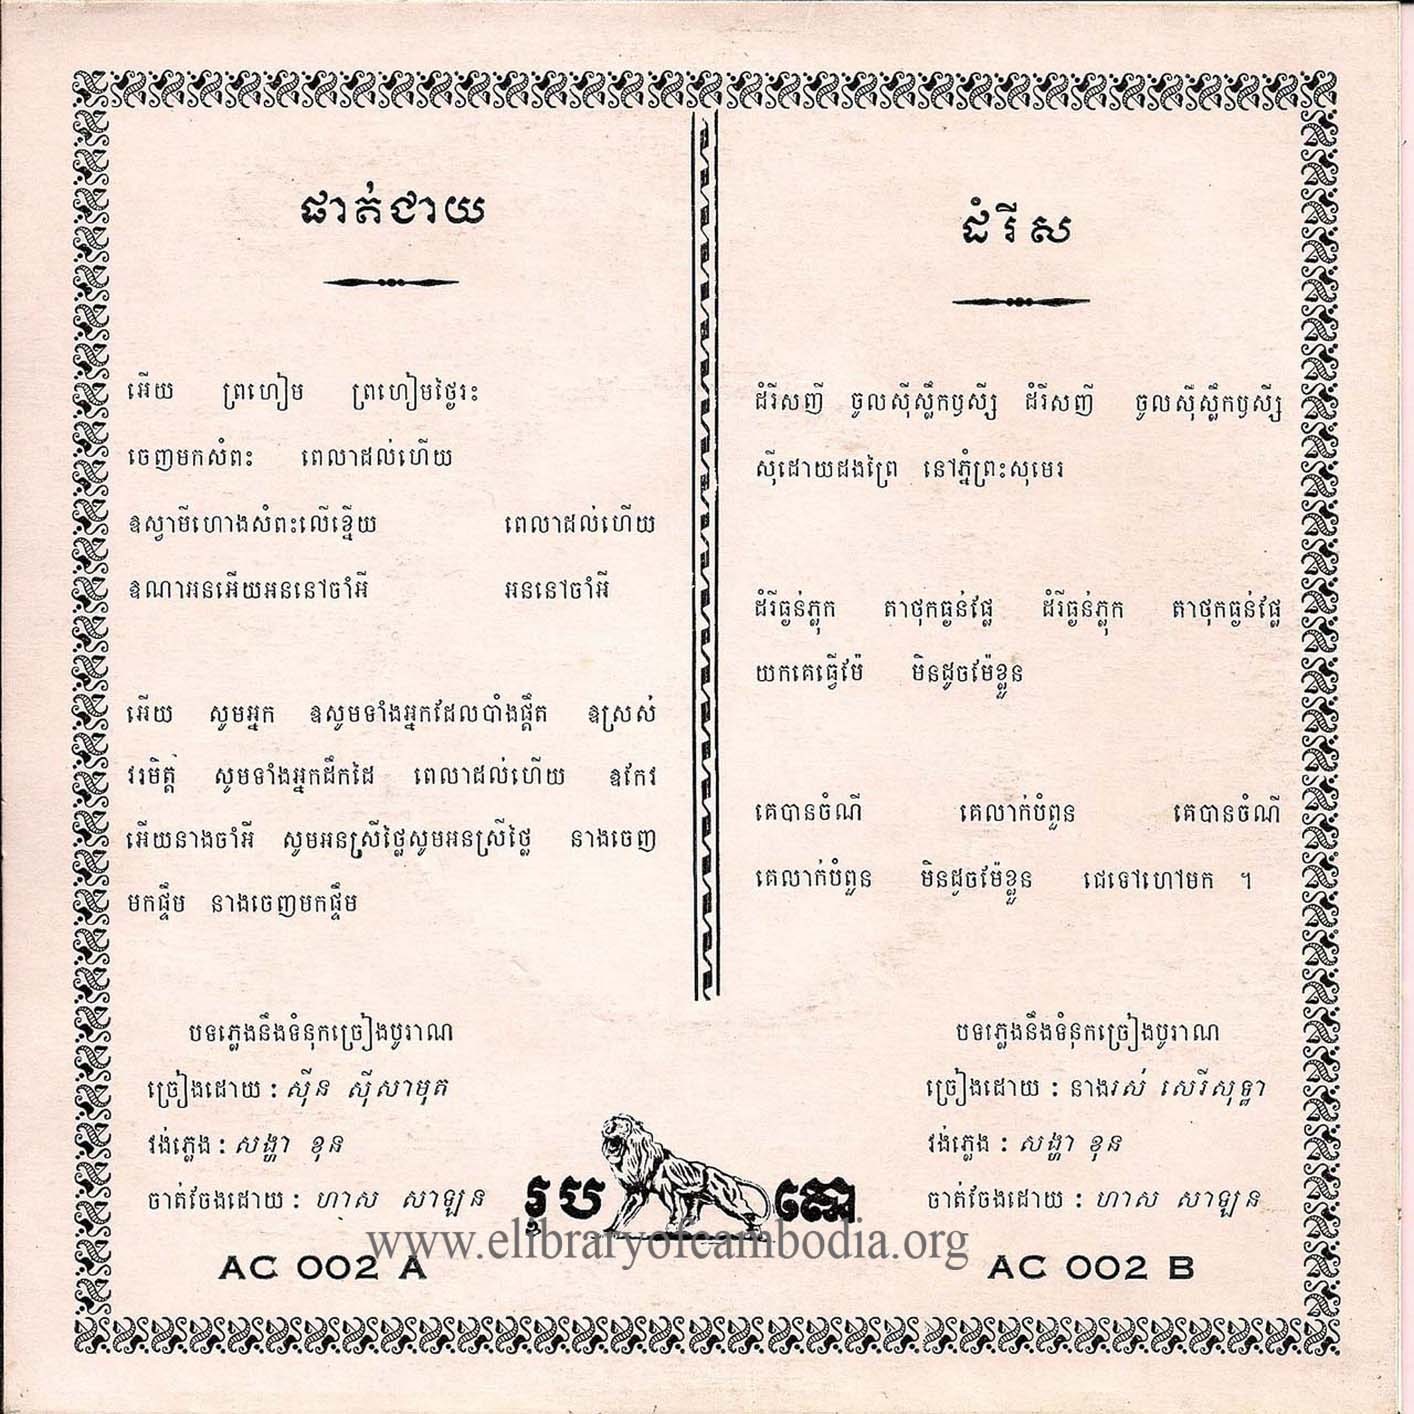 ផាត់ជាយ
អើយ ព្រហៀម ព្រហៀមថ្លៃរះ
ចេញមកសំពះ ពេលាដល់ហើយ
ឱស្វាមីហោងសំពះលើខ្នើយ ពេលាដល់ហើយ
ឱណាអនអើយអននៅចាំអី អននៅចាំអី
អើយ សូមអ្នក ឱសូមទាំងអ្នកដែលបាំងផ្តឹត ឱស្រស់
វរមិត្ត សូមទាំងអ្នកដឹកដៃ ពេលាដល់ហើយ ឱកែវ
អើយនាងចាំអី សូមអនស្រីថ្លៃសូមអនស្រីថ្លៃ នាងចេញ
មកផ្ទឹម នាងចេញមកផ្ទឹម
បទភ្លេងនឹងទំនុកច្រៀងបូរាណ
ច្រៀងដោយ : ស៊ីន ស៊ីសាមុត
វង់ភ្លេង : សង្ហា ខុន
ចាត់ចែងដោយ : ហាស សាឡន
AC 002 A
ដំរីស
ដំរីសញី ចូលស៊ីស្លឹកឫស្សី ដំរីសញី ចូលស៊ីស្លឹកឫស្សី
ស៊ីដោយដងព្រៃ នៅភ្នំព្រះសុមេរ
ដំរីធ្ងន់ភ្លុក តាថុកធ្ងន់ផ្លែ ដំរីធ្ងន់ភ្លុក តាថុកធ្ងន់ផ្លែ
យកគេធ្វើម៉ែ មិនដូចម៉ែខ្លួន
គេបានចំណី គេលាក់បំពួន គេបានចំណី
គេលាក់បំពួន មិនដូចម៉ែខ្លួន ជេទៅហៅមក ។
បទភ្លេងនឹងទំនុកច្រៀងបូរាណ
ច្រៀងដោយ : នាងរស់ សេរីសុទ្ធា
វង់ភ្លេង : សង្ហា ខុន
ចាត់ចែងដោយ : ហាស សាឡន
AC 002 B
រូប តោ
www.elibraryofcambodia.org